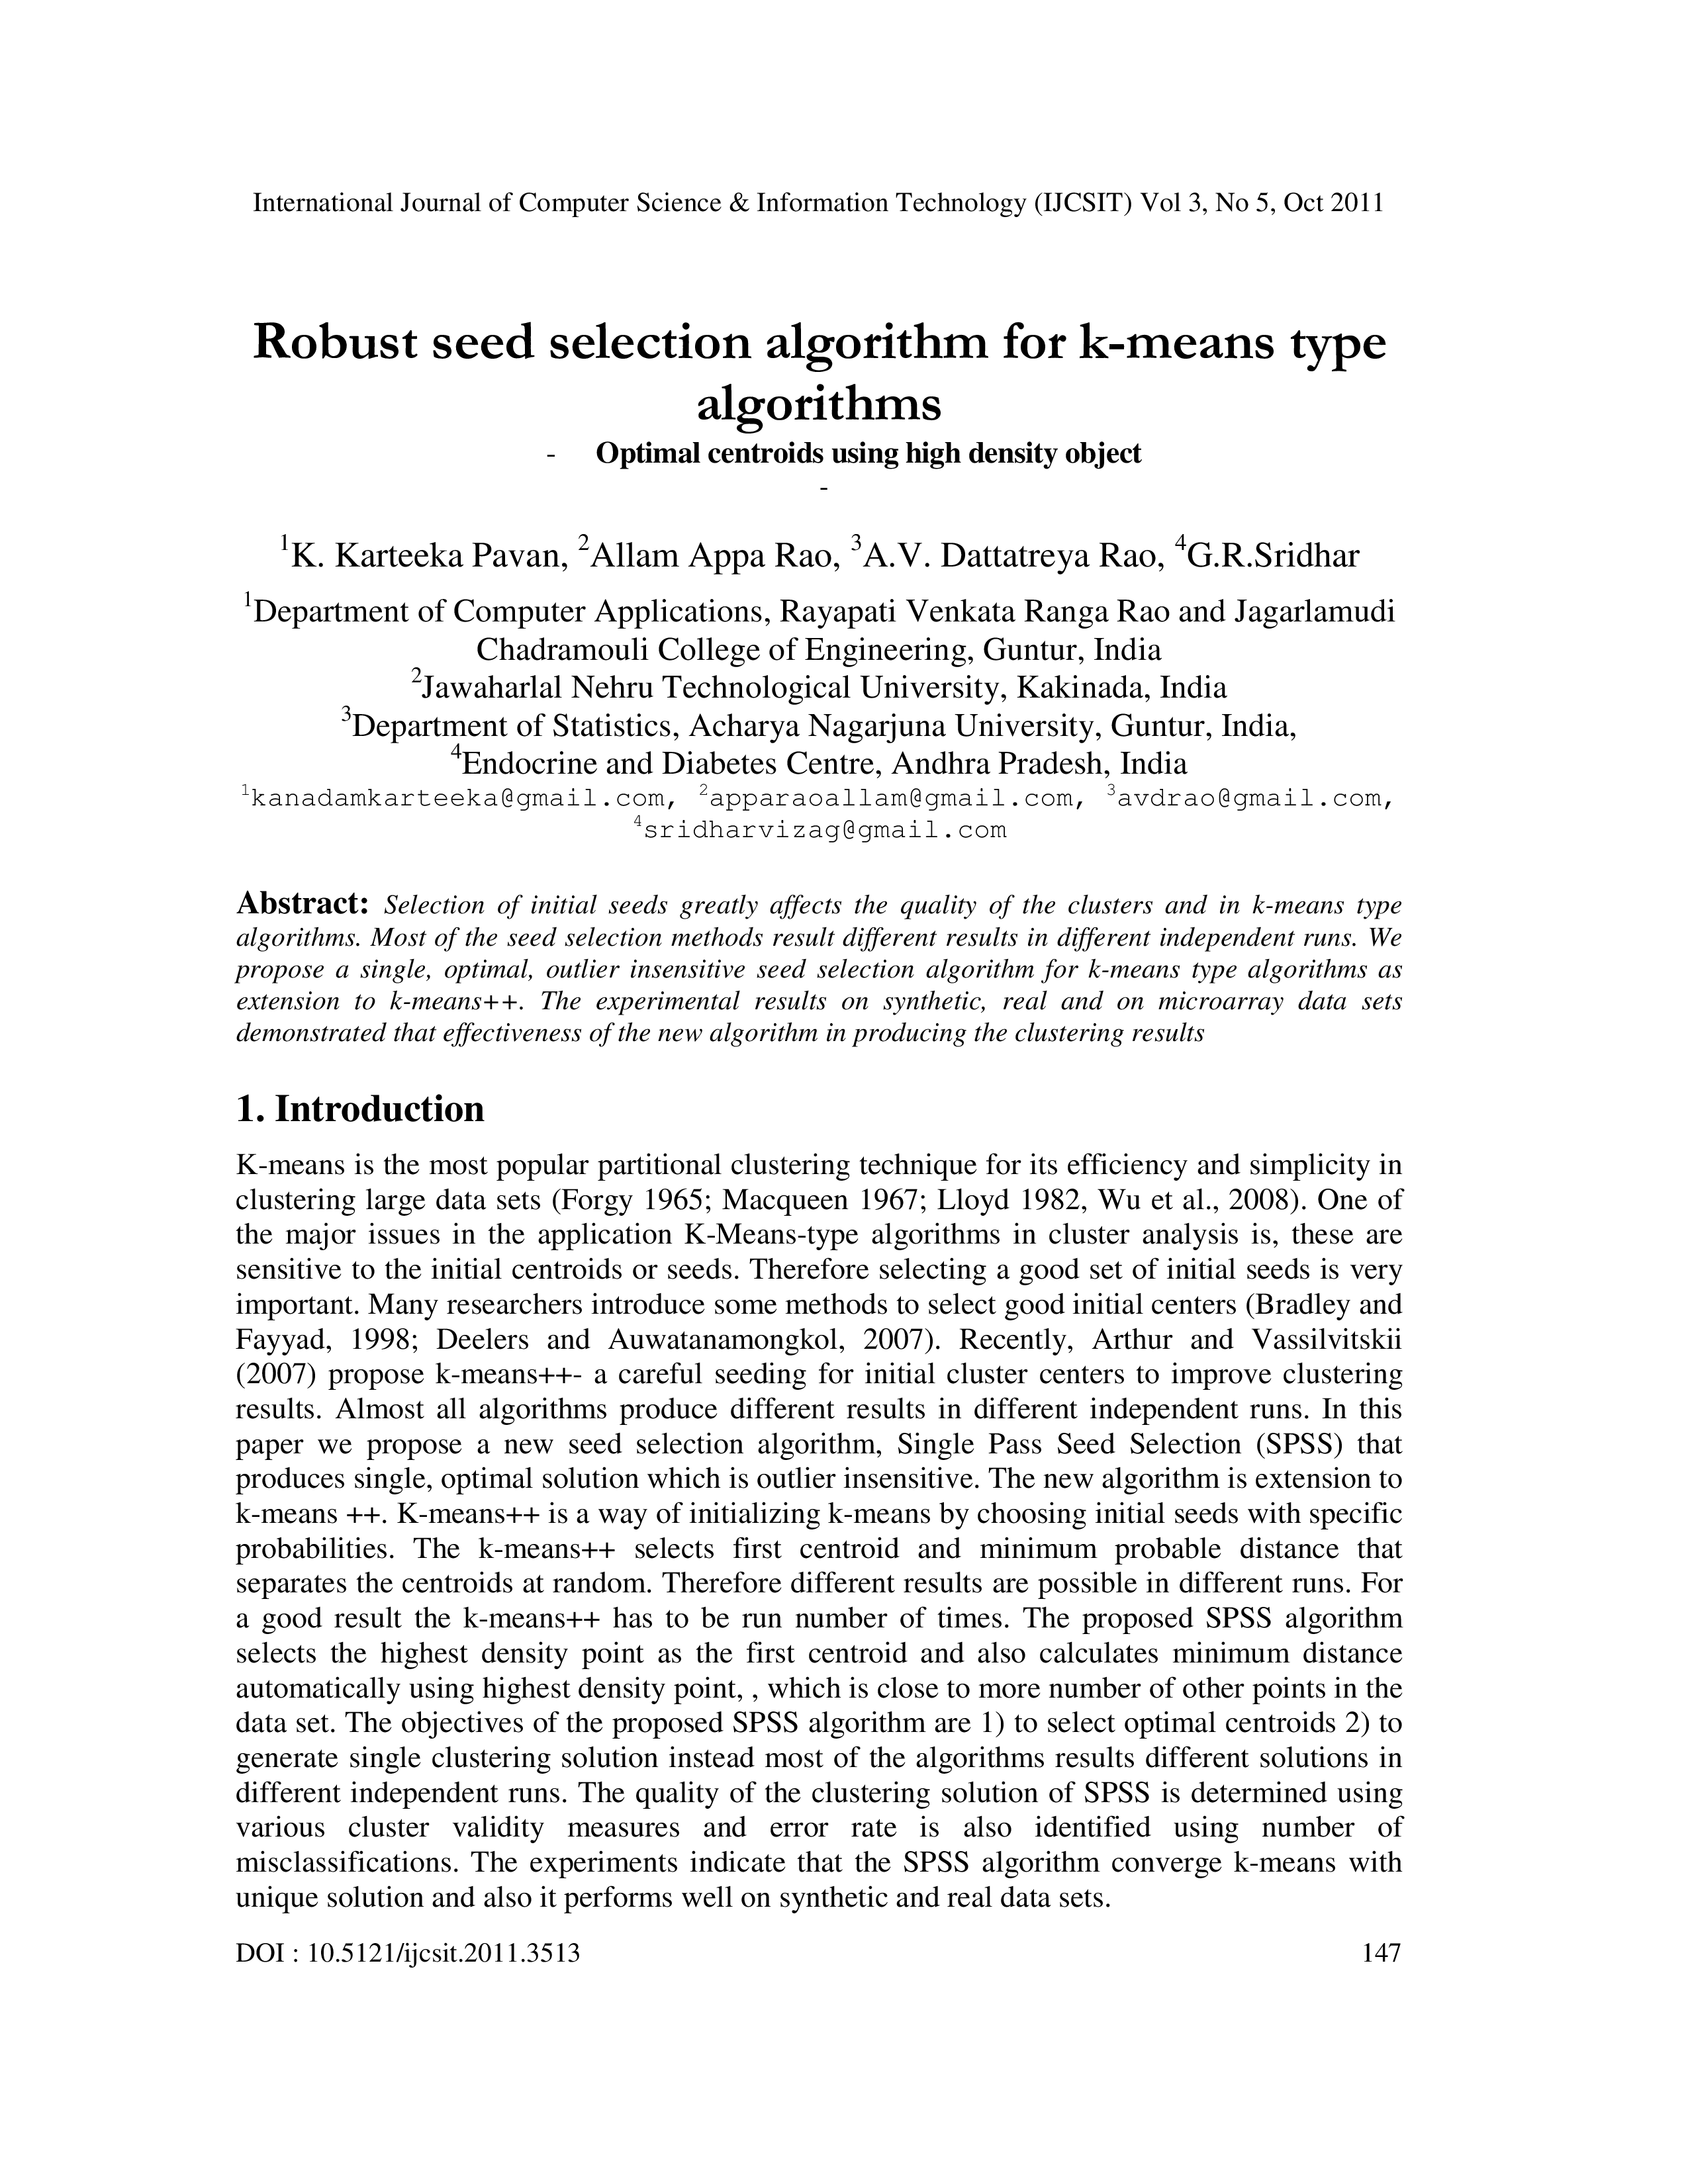 International Journal of Computer Science & Information Technology (IJCSIT) Vol 3, No 5, Oct 2011
Robust seed selection algorithm for k-means type
algorithms
- Optimal centroids using high density object
-
1K. Karteeka Pavan, 2Allam Appa Rao, 3A.V. Dattatreya Rao, 4G.R.Sridhar
1Department of Computer Applications, Rayapati Venkata Ranga Rao and Jagarlamudi
Chadramouli College of Engineering, Guntur, India
2Jawaharlal Nehru Technological University, Kakinada, India
3Department of Statistics, Acharya Nagarjuna University, Guntur, India,
4Endocrine and Diabetes Centre, Andhra Pradesh, India
1kanadamkarteeka@gmail.com, 2apparaoallam@gmail.com, 3avdrao@gmail.com,
4sridharvizag@gmail.com
Abstract: Selection of initial seeds greatly affects the quality of the clusters and in k-means type
algorithms. Most of the seed selection methods result different results in different independent runs. We
propose a single, optimal, outlier insensitive seed selection algorithm for k-means type algorithms as
extension to k-means++. The experimental results on synthetic, real and on microarray data sets
demonstrated that effectiveness of the new algorithm in producing the clustering results
1. Introduction
K-means is the most popular partitional clustering technique for its efficiency and simplicity in
clustering large data sets (Forgy 1965; Macqueen 1967; Lloyd 1982, Wu et al., 2008). One of
the major issues in the application K-Means-type algorithms in cluster analysis is, these are
sensitive to the initial centroids or seeds. Therefore selecting a good set of initial seeds is very
important. Many researchers introduce some methods to select good initial centers (Bradley and
Fayyad, 1998; Deelers and Auwatanamongkol, 2007). Recently, Arthur and Vassilvitskii
(2007) propose k-means++- a careful seeding for initial cluster centers to improve clustering
results. Almost all algorithms produce different results in different independent runs. In this
paper we propose a new seed selection algorithm, Single Pass Seed Selection (SPSS) that
produces single, optimal solution which is outlier insensitive. The new algorithm is extension to
k-means ++. K-means++ is a way of initializing k-means by choosing initial seeds with specific
probabilities. The k-means++ selects first centroid and minimum probable distance that
separates the centroids at random. Therefore different results are possible in different runs. For
a good result the k-means++ has to be run number of times. The proposed SPSS algorithm
selects the highest density point as the first centroid and also calculates minimum distance
automatically using highest density point, , which is close to more number of other points in the
data set. The objectives of the proposed SPSS algorithm are 1) to select optimal centroids 2) to
generate single clustering solution instead most of the algorithms results different solutions in
different independent runs. The quality of the clustering solution of SPSS is determined using
various cluster validity measures and error rate is also identified using number of
misclassifications. The experiments indicate that the SPSS algorithm converge k-means with
unique solution and also it performs well on synthetic and real data sets.
DOI : 10.5121/ijcsit.2011.3513 147